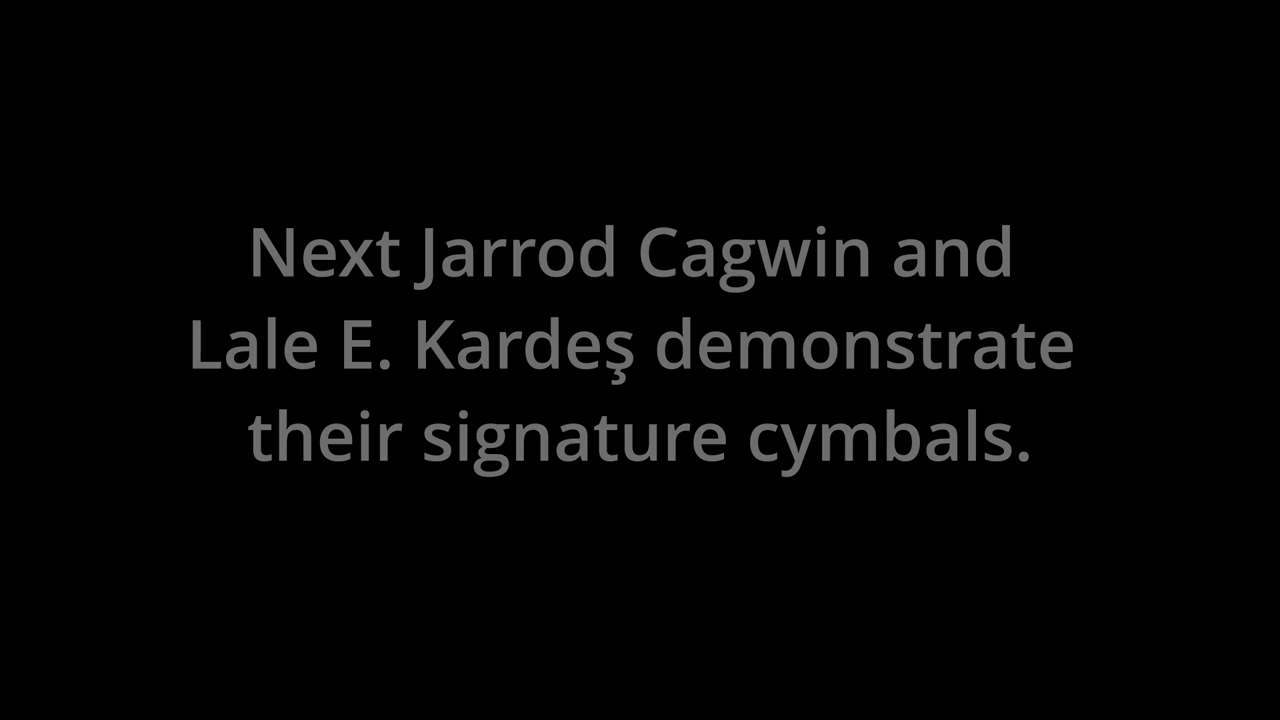 Next Jarrod Cagwin and
Lale E. Kardeş demonstrate
their signature cymbals.